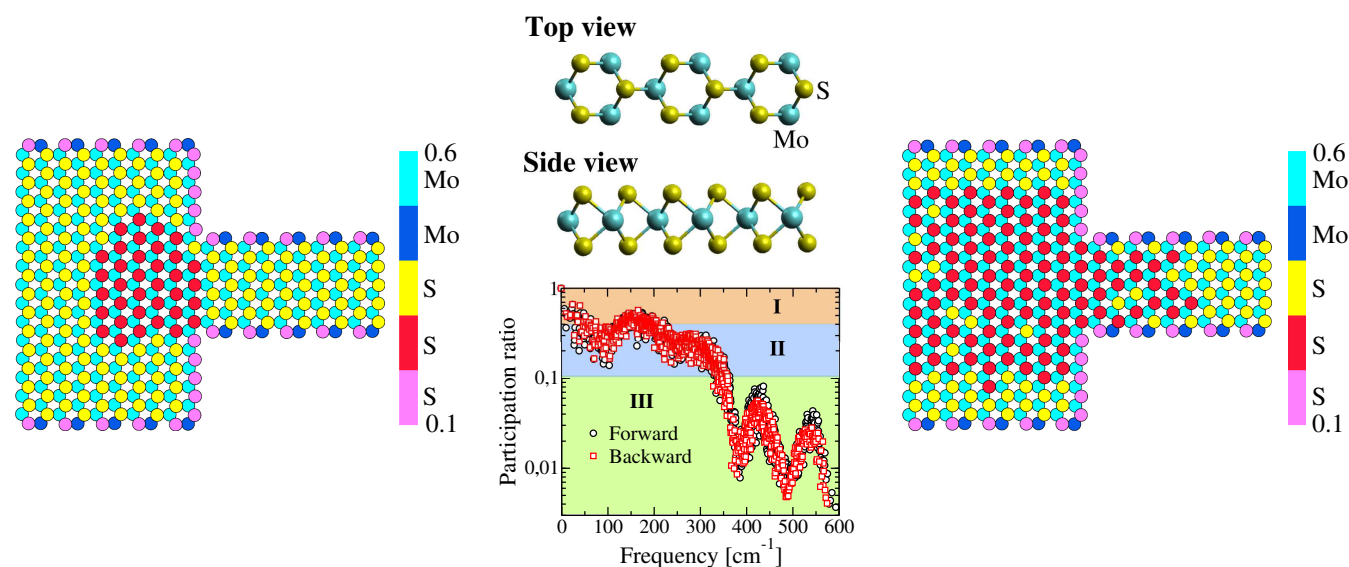 Top view
S
Mo
Side view
0.6
Mo
Mo
S
S
S
0.1
1
0.1
0,01
Participation ratio
I
II
III
Forward
Backward
0
100
200
300
400
500
600
Frequency [cm⁻¹]
0.6
Mo
Mo
S
S
S
0.1